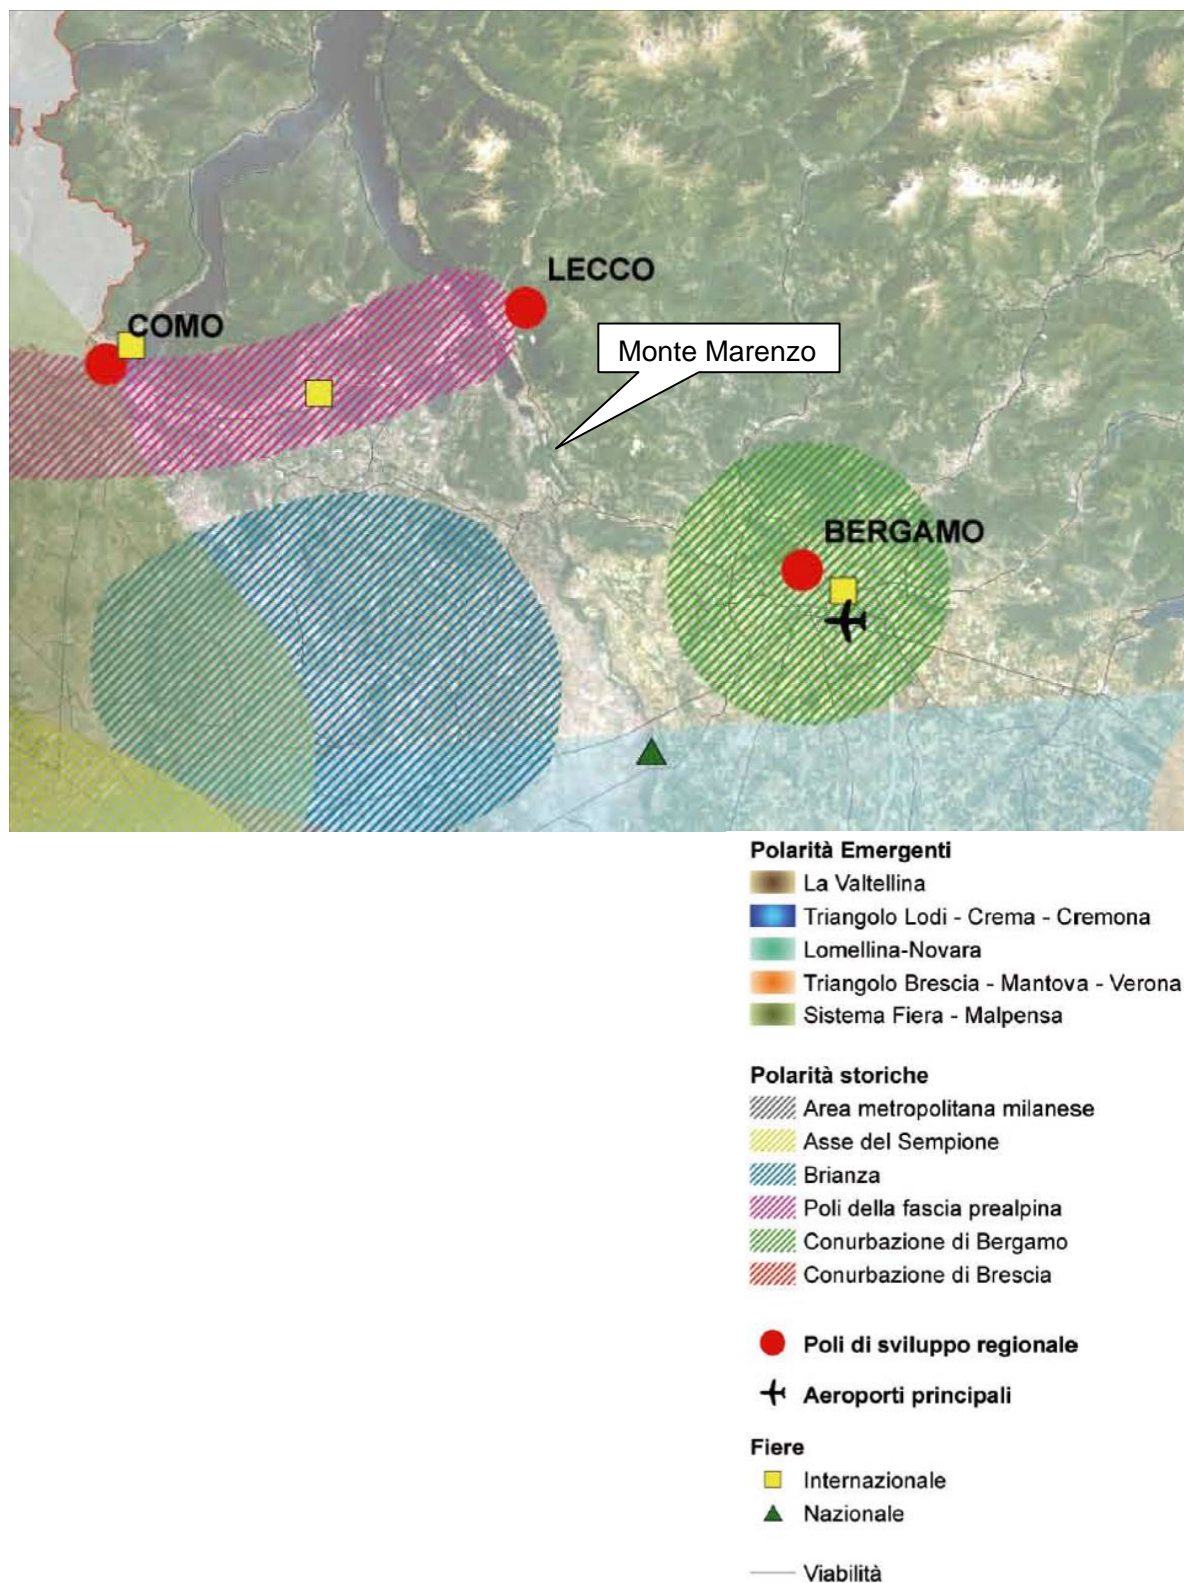 LECCO
COMO
Monte Marenzo
BERGAMO
Polarità Emergenti
La Valtellina
Triangolo Lodi - Crema - Cremona
Lomellina-Novara
Triangolo Brescia - Mantova - Verona
Sistema Fiera - Malpensa
Polarità storiche
Area metropolitana milanese
Asse del Sempione
Brianza
Poli della fascia prealpina
Conurbazione di Bergamo
Conurbazione di Brescia
Poli di sviluppo regionale
Aeroporti principali
Fiere
Internazionale
Nazionale
Viabilità